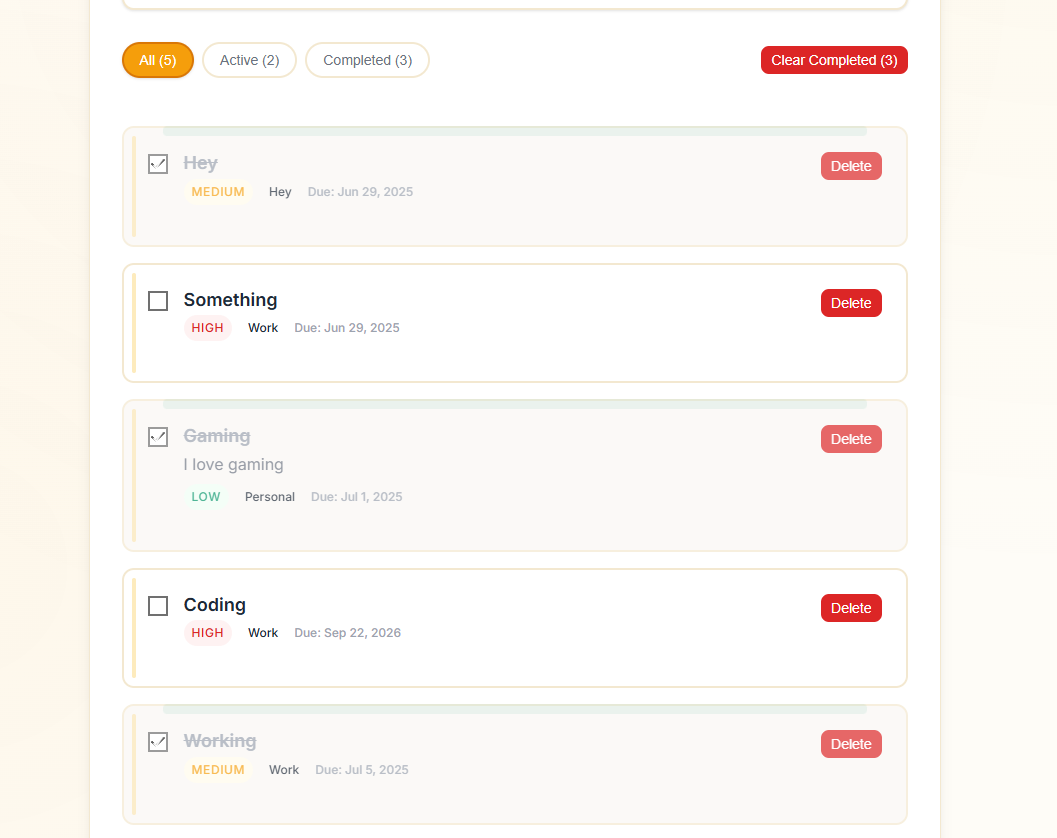 All (5) Active (2) Completed (3) Clear Completed (3)
Hey Delete
MEDIUM Hey Due: Jun 29, 2025
Something Delete
HIGH Work Due: Jun 29, 2025
Gaming Delete
I love gaming
LOW Personal Due: Jul 1, 2025
Coding Delete
HIGH Work Due: Sep 22, 2026
Working Delete
MEDIUM Work Due: Jul 5, 2025